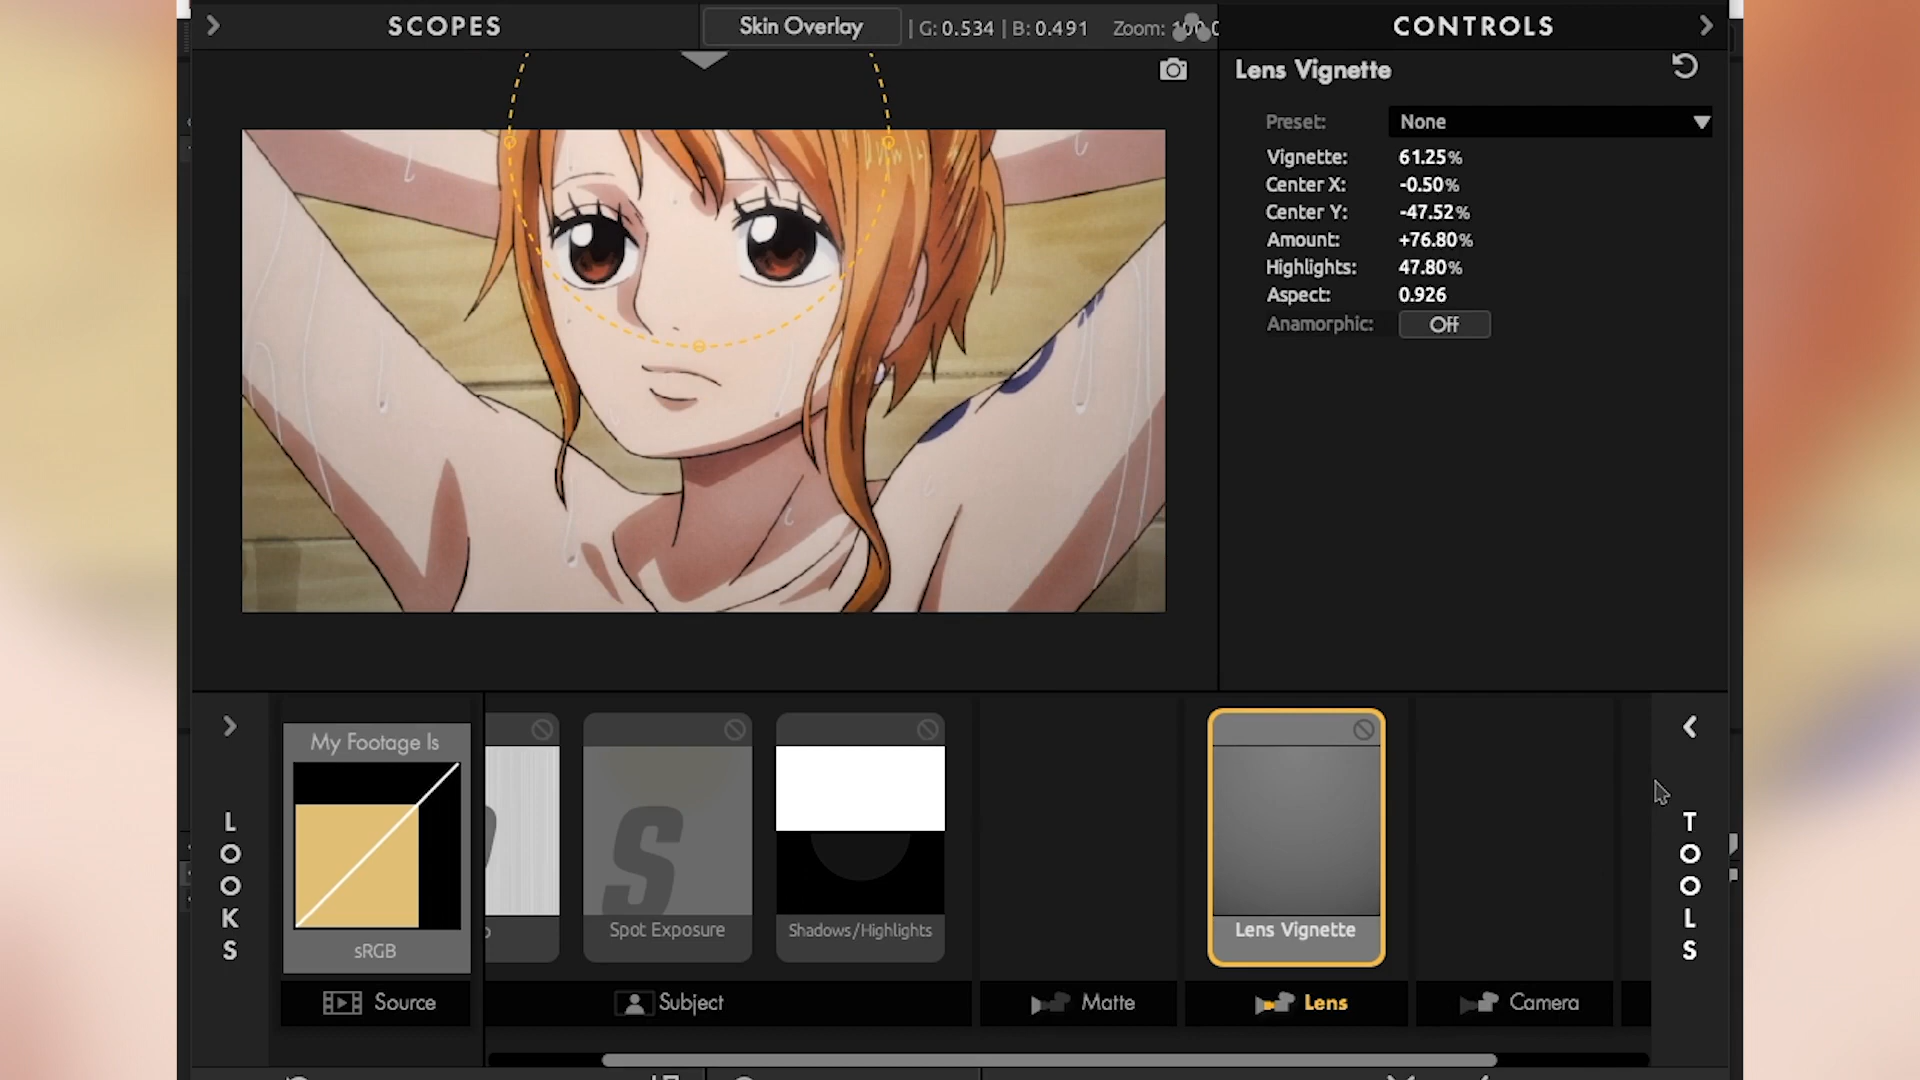 SCOPES
Skin Overlay
| G: 0.534 | B: 0.491
Zoom:
CONTROLS
Lens Vignette
Preset: None
Vignette: 61.25%
Center X: -0.50%
Center Y: -47.52%
Amount: +76.80%
Highlights: 47.80%
Aspect: 0.926
Anamorphic: Off
LOOKS
My Footage Is
sRGB
Spot Exposure
Shadows/Highlights
Lens Vignette
TOOLS
Source
Subject
Matte
Lens
Camera